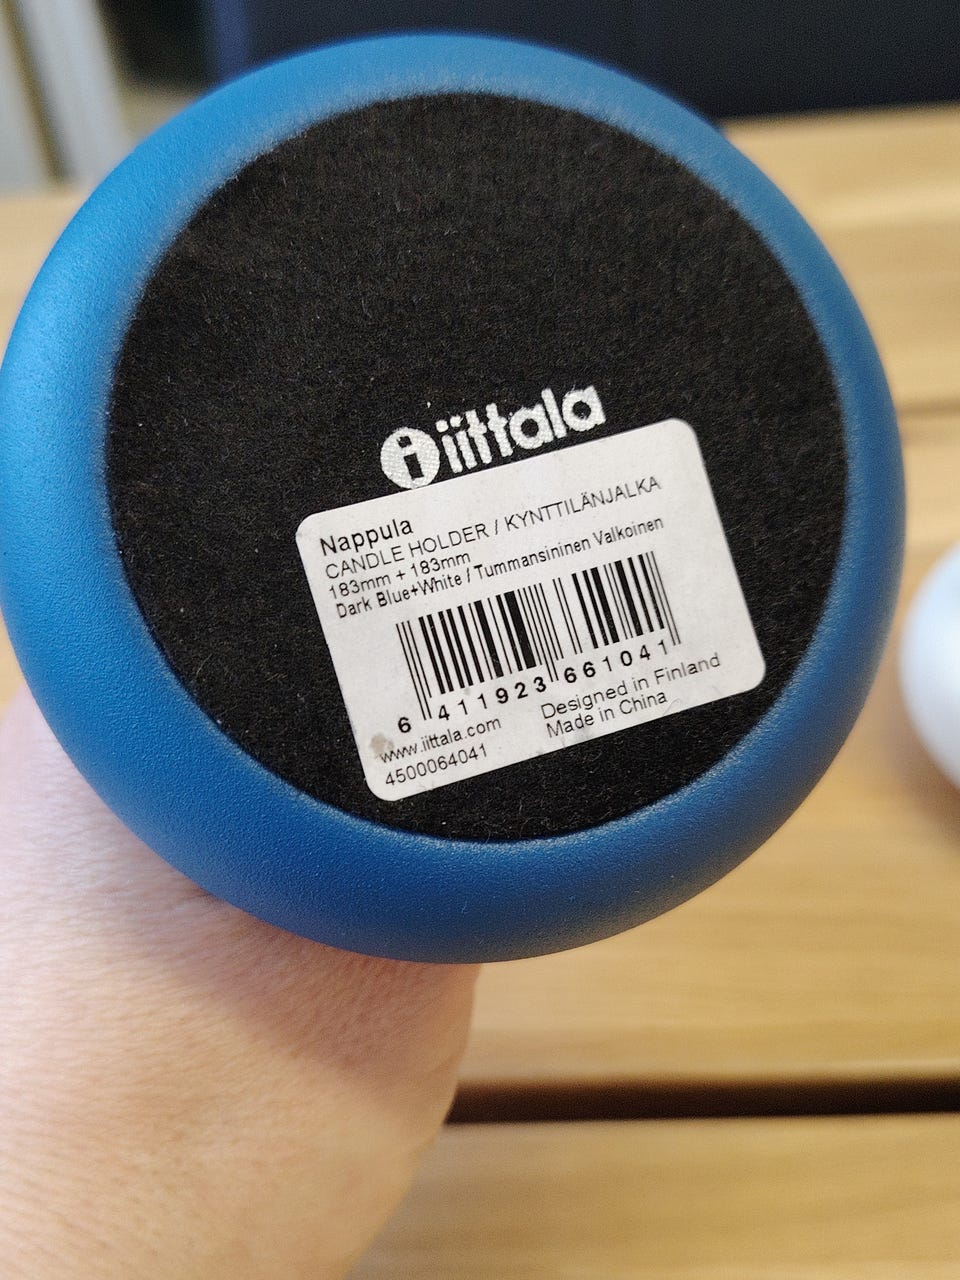 iittala
Nappula
CANDLE HOLDER / KYNTTILÄNJALKA
183mm + 183mm
Dark Blue+White / Tummansininen Valkoinen
6 411923 661041
www.iittala.com
4500064041
Designed in Finland
Made in China